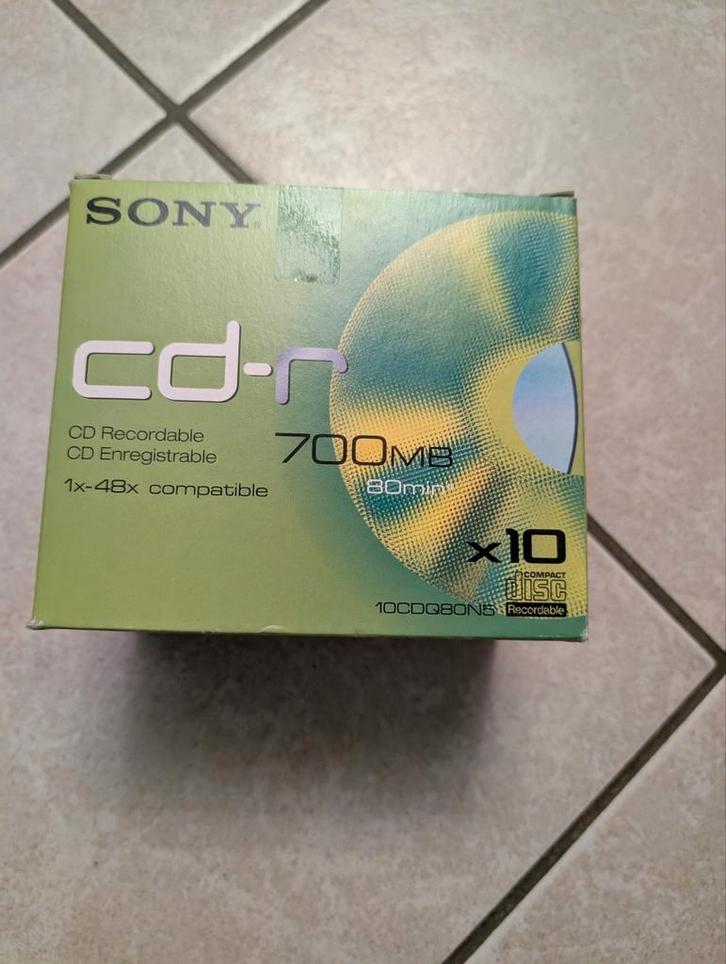 SONY
cd-r
CD Recordable
CD Enregistrable
700MB
1x-48x compatible
80min
x10
10CDQ80N5
COMPACT
disc
Recordable